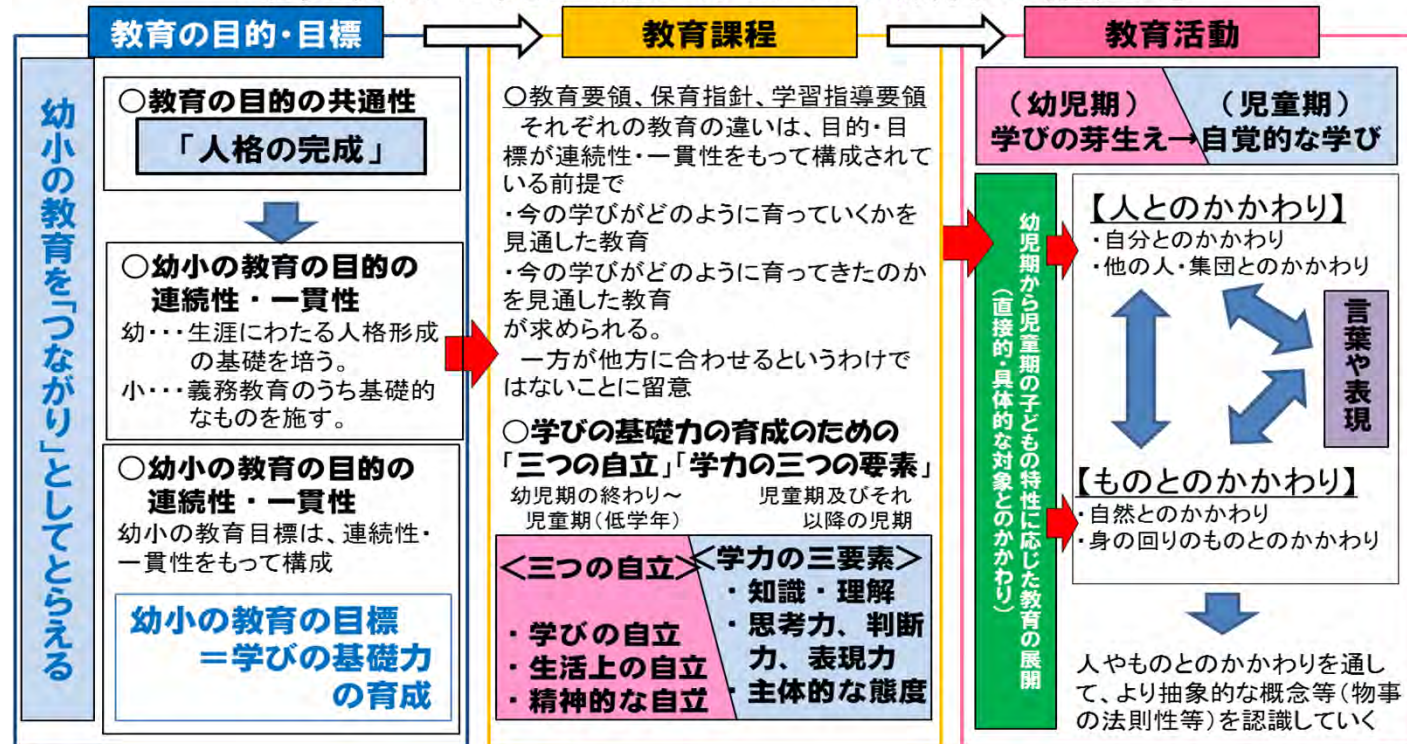 教育の目的・目標
幼小の教育を「つながり」としてとらえる
○教育の目的の共通性
「人格の完成」
○幼小の教育の目的の
連続性・一貫性
幼・・・生涯にわたる人格形成
の基礎を培う。
小・・・義務教育のうち基礎的
なものを施す。
○幼小の教育の目的の
連続性・一貫性
幼小の教育目標は、連続性・
一貫性をもって構成
幼小の教育の目標
＝学びの基礎力
の育成
教育課程
○教育要領、保育指針、学習指導要領
それぞれの教育の違いは、目的・目
標が連続性・一貫性をもって構成されて
いる前提で
・今の学びがどのように育っていくかを
見通した教育
・今の学びがどのように育ってきたのか
を見通した教育
が求められる。
一方が他方に合わせるというわけで
はないことに留意
○学びの基礎力の育成のための
「三つの自立」「学力の三つの要素」
幼児期の終わり～
児童期（低学年）
児童期及びそれ
以降の児期
＜三つの自立＞
・学びの自立
・生活上の自立
・精神的な自立
＜学力の三要素＞
・知識・理解
・思考力、判断
力、表現力
・主体的な態度
教育活動
（幼児期）
学びの芽生え→
（児童期）
自覚的な学び
幼児期から児童期の子どもの特性に応じた教育の展開
（直接的・具体的な対象とのかかわり）
【人とのかかわり】
・自分とのかかわり
・他の人・集団とのかかわり
言葉や表現
【ものとのかかわり】
・自然とのかかわり
・身の回りのものとのかかわり
人やものとのかかわりを通し
て、より抽象的な概念等（物事
の法則性等）を認識していく